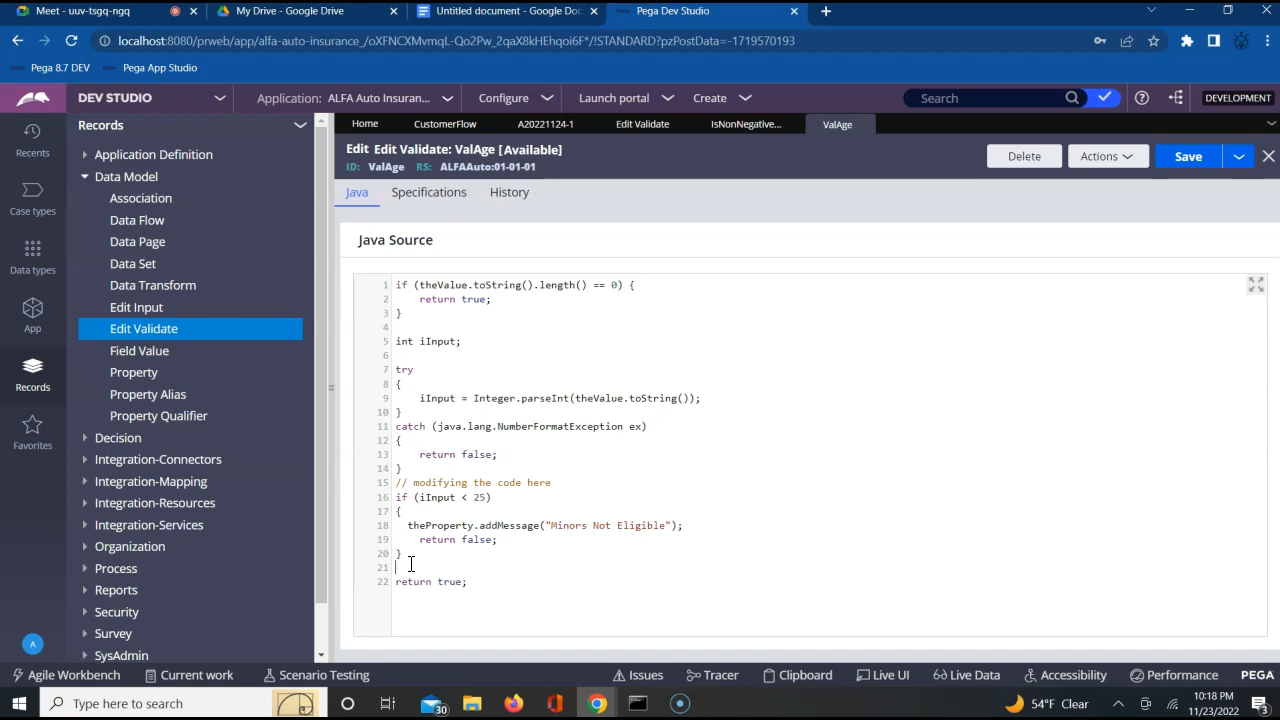 Meet - uuv-tsgq-ngq
My Drive - Google Drive
Untitled document - Google Doc
Pega Dev Studio
localhost:8080/prweb/app/alfa-auto-insurance_/oXFNCXMvmqL-Qo2Pw_2qaX8kHEhqoi6F*/!STANDARD?pzPostData=-1719570193
Pega 8.7 DEV
Pega App Studio
DEV STUDIO
Application: ALFA Auto Insuran...
Configure
Launch portal
Create
Search
DEVELOPMENT
Recents
Case types
Data types
App
Records
Favorites
A
Records
Application Definition
Data Model
Association
Data Flow
Data Page
Data Set
Data Transform
Edit Input
Edit Validate
Field Value
Property
Property Alias
Property Qualifier
Decision
Integration-Connectors
Integration-Mapping
Integration-Resources
Integration-Services
Organization
Process
Reports
Security
Survey
SysAdmin
Home
CustomerFlow
A20221124-1
Edit Validate
IsNonNegative...
ValAge
Edit Edit Validate: ValAge [Available]
ID: ValAge RS: ALFAAuto:01-01-01
Delete
Actions
Save
Java
Specifications
History
Java Source
1 if (theValue.toString().length() == 0) {
2 return true;
3 }
4
5 int iInput;
6
7 try
8 {
9 iInput = Integer.parseInt(theValue.toString());
10 }
11 catch (java.lang.NumberFormatException ex)
12 {
13 return false;
14 }
15 // modifying the code here
16 if (iInput < 25)
17 {
18 theProperty.addMessage("Minors Not Eligible");
19 return false;
20 }
21
22 return true;
Agile Workbench
Current work
Scenario Testing
Issues
Tracer
Clipboard
Live UI
Live Data
Accessibility
Performance
PEGA
Type here to search
30
54°F Clear
10:18 PM
11/23/2022
3